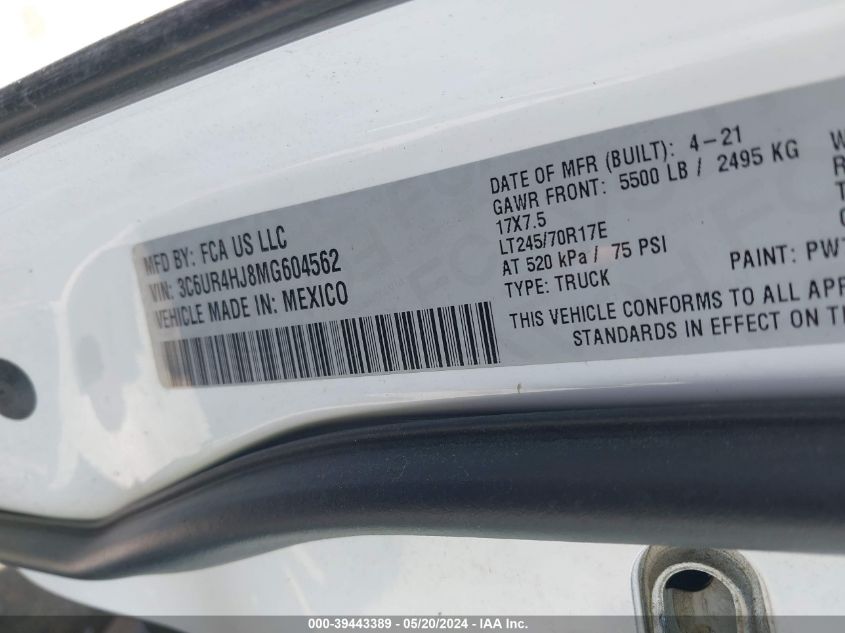 MFD BY: FCA US LLC
VIN: 3C6UR4HJ8MG604562
VEHICLE MADE IN: MEXICO
DATE OF MFR (BUILT): 4-21
GAWR FRONT: 5500 LB / 2495 KG
17X7.5
LT245/70R17E
AT 520 kPa / 75 PSI
TYPE: TRUCK
PAINT: PW
THIS VEHICLE CONFORMS TO ALL APP
STANDARDS IN EFFECT ON
000-39443389 - 05/20/2024 - IAA Inc.